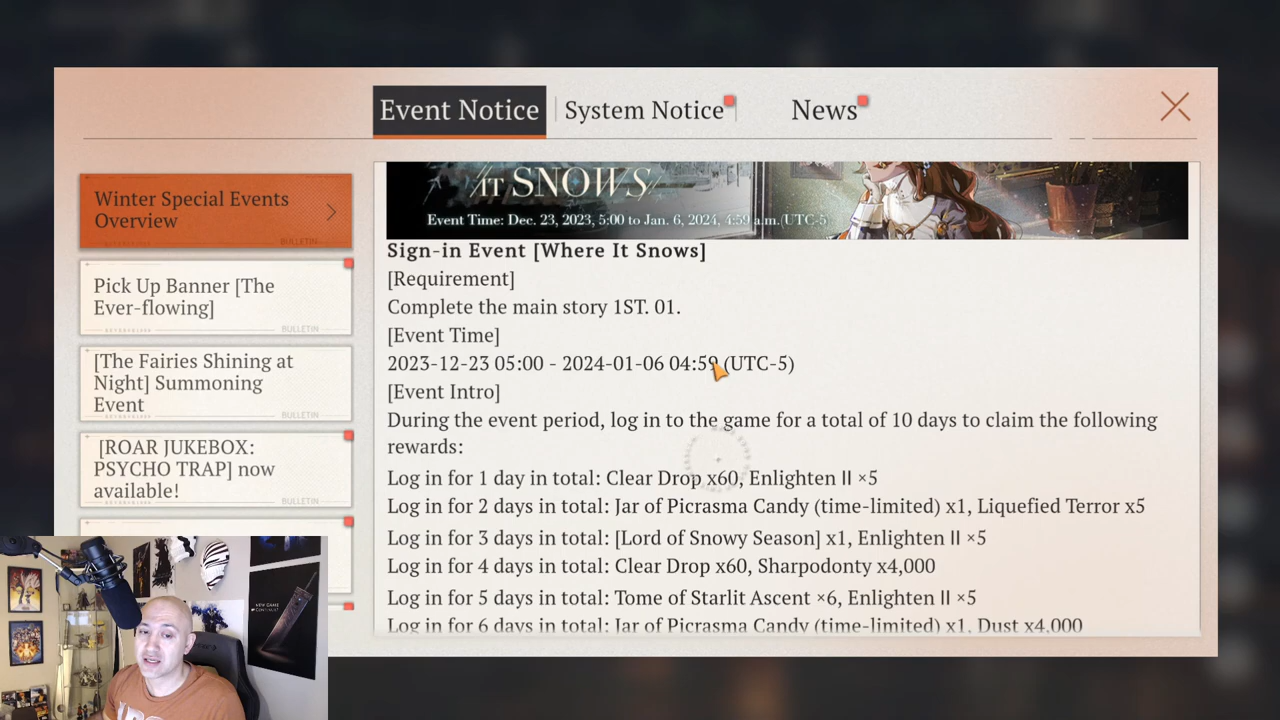 Event Notice
System Notice
News
Winter Special Events
Overview
BULLETIN
Pick Up Banner [The
Ever-flowing]
BULLETIN
[The Fairies Shining at
Night] Summoning
Event
BULLETIN
[ROAR JUKEBOX:
PSYCHO TRAP] now
available!
BULLETIN
IT SNOWS
Event Time: Dec. 23, 2023, 5:00 to Jan. 6, 2024, 4:59 a.m. (UTC-5)
Sign-in Event [Where It Snows]
[Requirement]
Complete the main story 1ST. 01.
[Event Time]
2023-12-23 05:00 - 2024-01-06 04:59 (UTC-5)
[Event Intro]
During the event period, log in to the game for a total of 10 days to claim the following
rewards:
Log in for 1 day in total: Clear Drop x60, Enlighten II ×5
Log in for 2 days in total: Jar of Picrasma Candy (time-limited) x1, Liquefied Terror x5
Log in for 3 days in total: [Lord of Snowy Season] x1, Enlighten II ×5
Log in for 4 days in total: Clear Drop x60, Sharpodonty x4,000
Log in for 5 days in total: Tome of Starlit Ascent ×6, Enlighten II ×5
Log in for 6 days in total: Jar of Picrasma Candy (time-limited) x1, Dust x4,000
NEW GAME
CONTINUE?